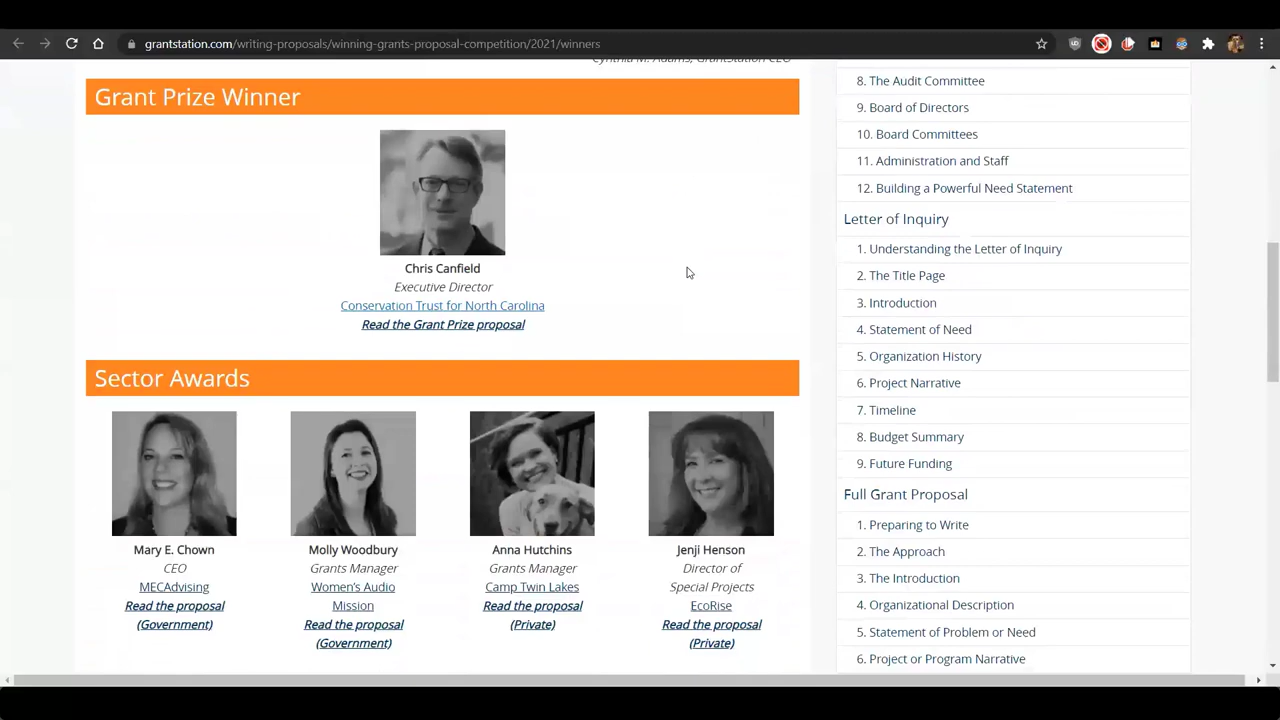 grantstation.com/writing-proposals/winning-grants-proposal-competition/2021/winners
Cynthia M. Adams, GrantStation CEO
Grant Prize Winner
Chris Canfield
Executive Director
Conservation Trust for North Carolina
Read the Grant Prize proposal
Sector Awards
Mary E. Chown
CEO
MECAdvising
Read the proposal
(Government)
Molly Woodbury
Grants Manager
Women's Audio
Mission
Read the proposal
(Government)
Anna Hutchins
Grants Manager
Camp Twin Lakes
Read the proposal
(Private)
Jenji Henson
Director of
Special Projects
EcoRise
Read the proposal
(Private)
8. The Audit Committee
9. Board of Directors
10. Board Committees
11. Administration and Staff
12. Building a Powerful Need Statement
Letter of Inquiry
1. Understanding the Letter of Inquiry
2. The Title Page
3. Introduction
4. Statement of Need
5. Organization History
6. Project Narrative
7. Timeline
8. Budget Summary
9. Future Funding
Full Grant Proposal
1. Preparing to Write
2. The Approach
3. The Introduction
4. Organizational Description
5. Statement of Problem or Need
6. Project or Program Narrative